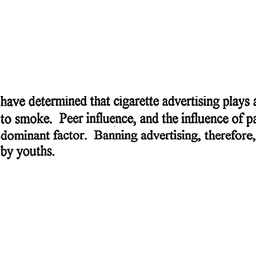 have determined that cigarette advertising plays a
to smoke. Peer influence, and the influence of pa
dominant factor. Banning advertising, therefore,
by youths.